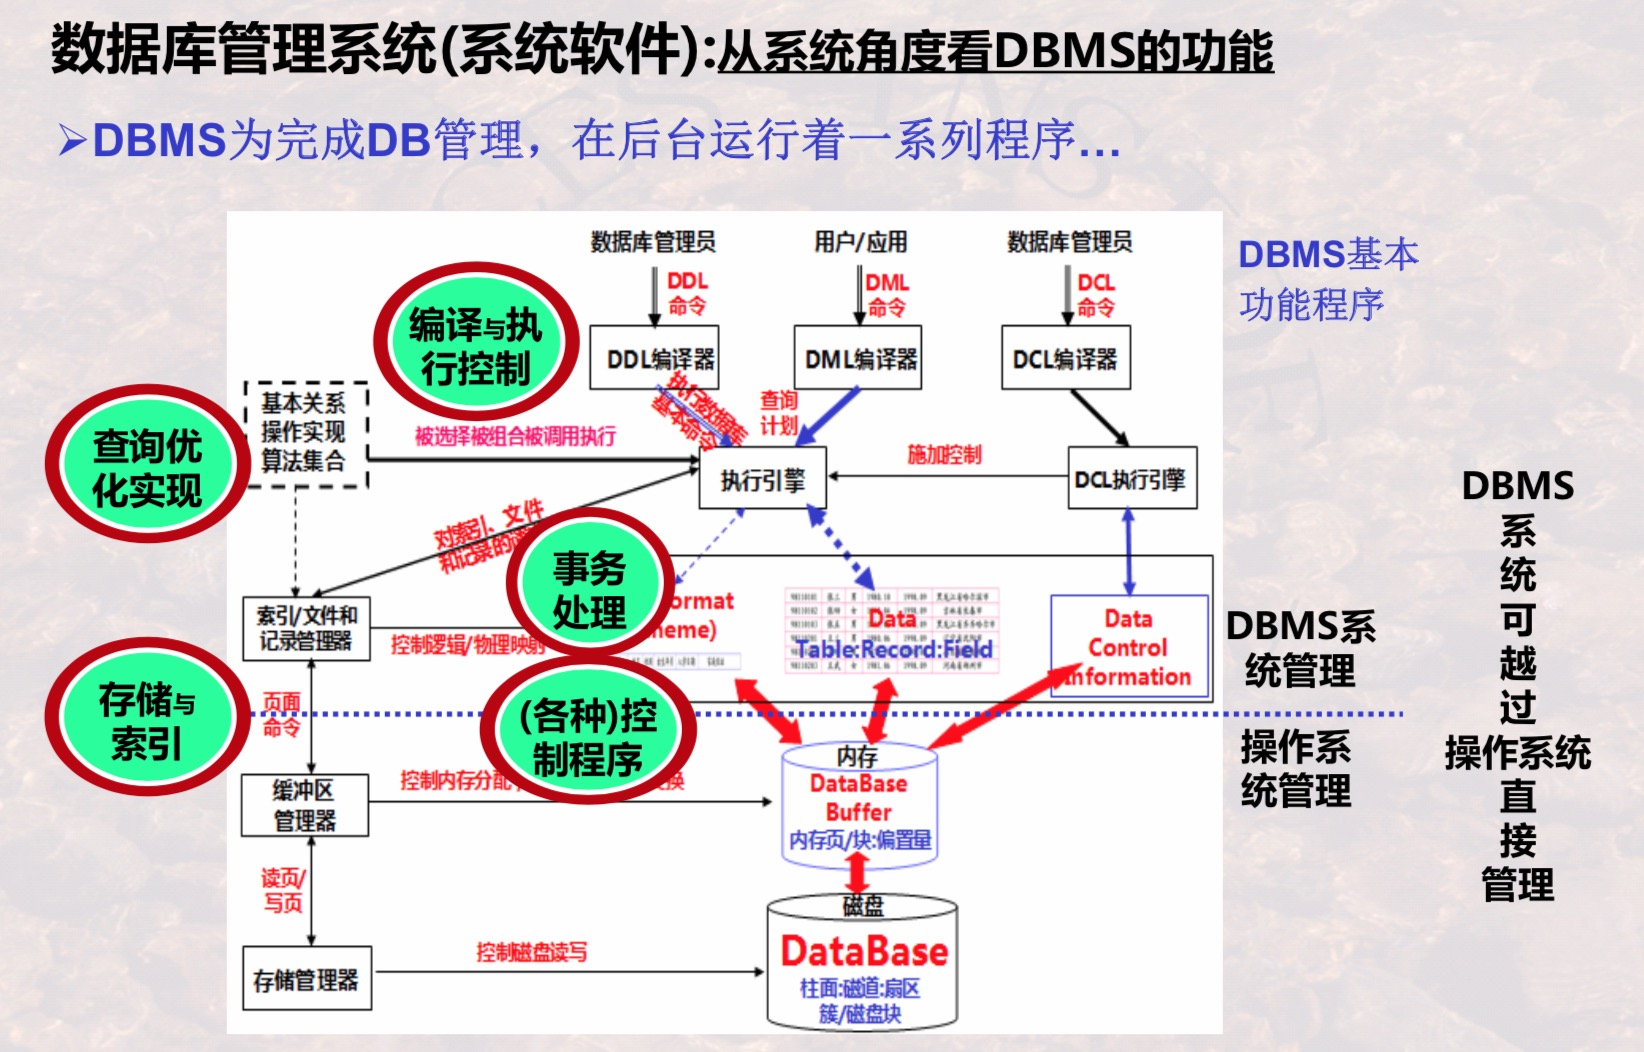 数据库管理系统(系统软件):从系统角度看DBMS的功能
➢DBMS为完成DB管理，在后台运行着一系列程序...
数据库管理员
用户/应用
数据库管理员
DBMS基本
功能程序
DDL
命令
DML
命令
DCL
命令
编译与执
行控制
DDL编译器
DML编译器
DCL编译器
执行数据库
基本命令
查询
计划
基本关系
操作实现
算法集合
查询优
化实现
被选择被组合被调用执行
执行引擎
施加控制
DCL执行引擎
对索引、文件
和记录的
事务
处理
索引/文件和
记录管理器
控制逻辑/物理映射
ormat
heme)
Data
Table:Record:Field
Data
Control
Information
DBMS系
统管理
操作系
统管理
DBMS
系
统
可
越
过
操作系统
直
接
管理
存储与
索引
页面
命令
(各种)控
制程序
缓冲区
管理器
控制内存分配
换
内存
DataBase
Buffer
内存页/块:偏置量
读页/
写页
存储管理器
控制磁盘读写
磁盘
DataBase
柱面:磁道:扇区
簇/磁盘块